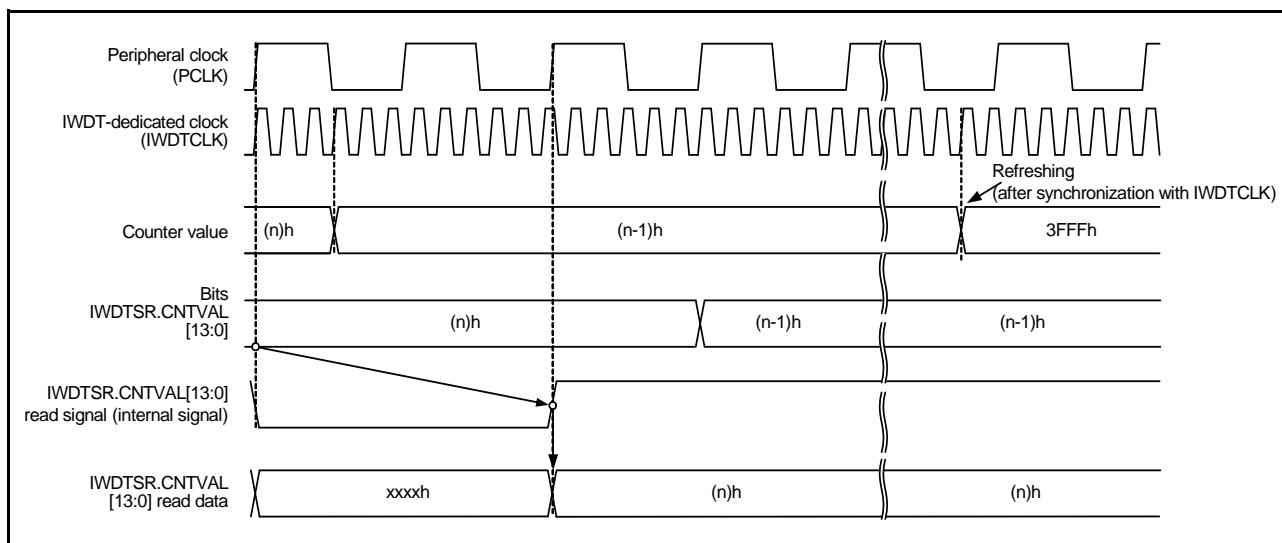 Peripheral clock
(PCLK)
IWDT-dedicated clock
(IWDTCLK)
Refreshing
(after synchronization with IWDTCLK)
Counter value
(n)h
(n-1)h
3FFFh
Bits
IWDTSR.CNTVAL
[13:0]
(n)h
(n-1)h
(n-1)h
IWDTSR.CNTVAL[13:0]
read signal (internal signal)
IWDTSR.CNTVAL
[13:0] read data
xxxxh
(n)h
(n)h